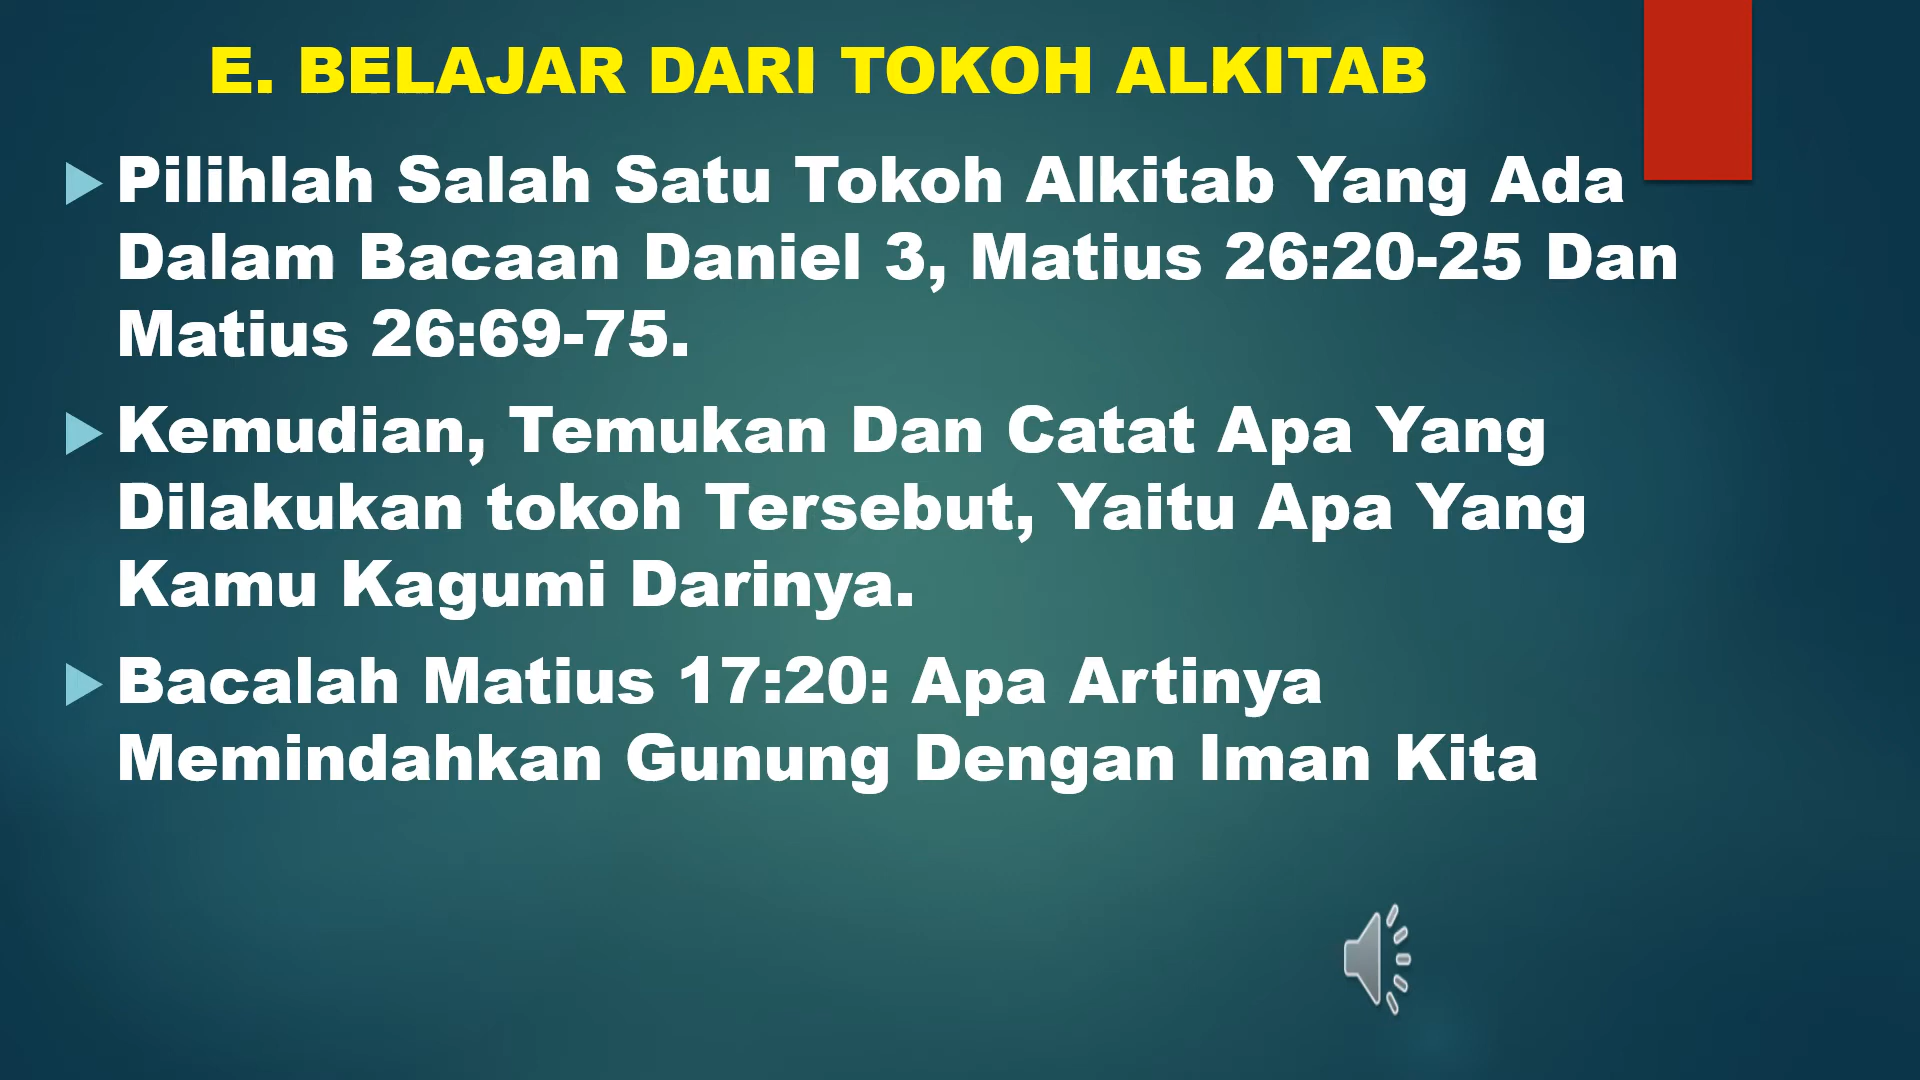 E. BELAJAR DARI TOKOH ALKITAB
Pilihlah Salah Satu Tokoh Alkitab Yang Ada
Dalam Bacaan Daniel 3, Matius 26:20-25 Dan
Matius 26:69-75.
Kemudian, Temukan Dan Catat Apa Yang
Dilakukan tokoh Tersebut, Yaitu Apa Yang
Kamu Kagumi Darinya.
Bacalah Matius 17:20: Apa Artinya
Memindahkan Gunung Dengan Iman Kita